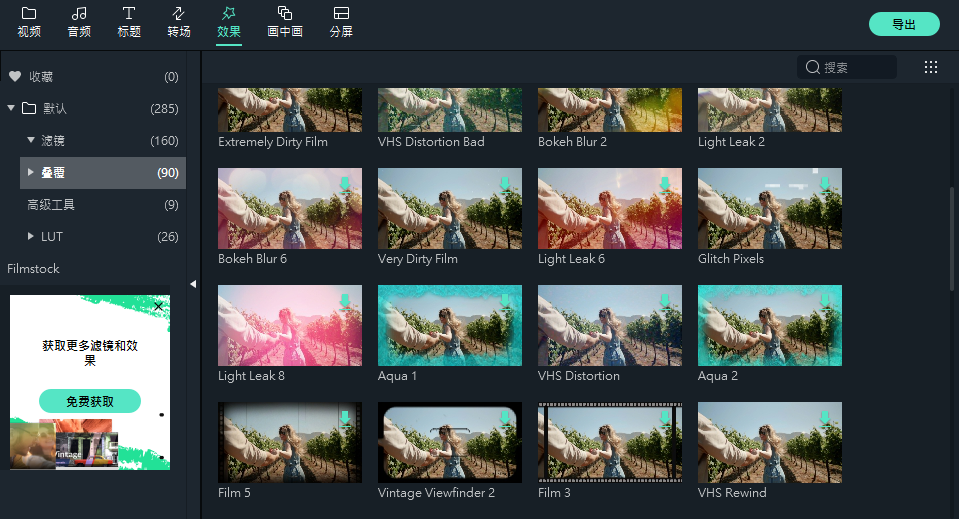 视频
音频
标题
转场
效果
画中画
分屏
导出
收藏 (0)
默认 (285)
滤镜 (160)
叠覆 (90)
高级工具 (9)
LUT (26)
Filmstock
获取更多滤镜和效
果
免费获取
Vintage
搜索
Extremely Dirty Film
VHS Distortion Bad
Bokeh Blur 2
Light Leak 2
Bokeh Blur 6
Very Dirty Film
Light Leak 6
Glitch Pixels
Light Leak 8
Aqua 1
VHS Distortion
Aqua 2
Film 5
Vintage Viewfinder 2
Film 3
VHS Rewind